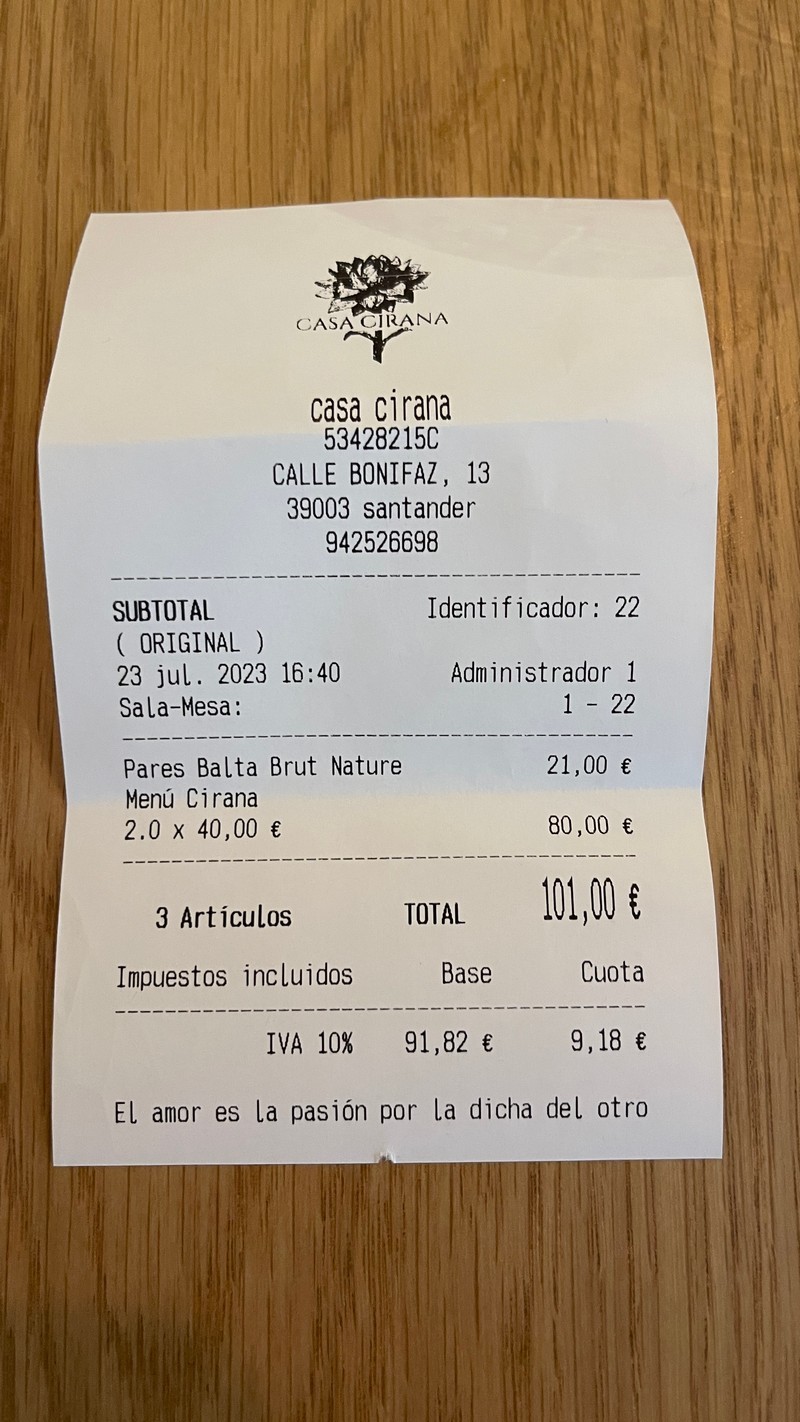 CASA CIRANA
casa cirana
53428215C
CALLE BONIFAZ, 13
39003 santander
942526698
SUBTOTAL Identificador: 22
( ORIGINAL )
23 jul. 2023 16:40 Administrador 1
Sala-Mesa: 1 - 22
Pares Balta Brut Nature 21,00 €
Menú Cirana
2.0 x 40,00 € 80,00 €
3 Artículos TOTAL 101,00 €
Impuestos incluidos Base Cuota
IVA 10% 91,82 € 9,18 €
El amor es la pasión por la dicha del otro